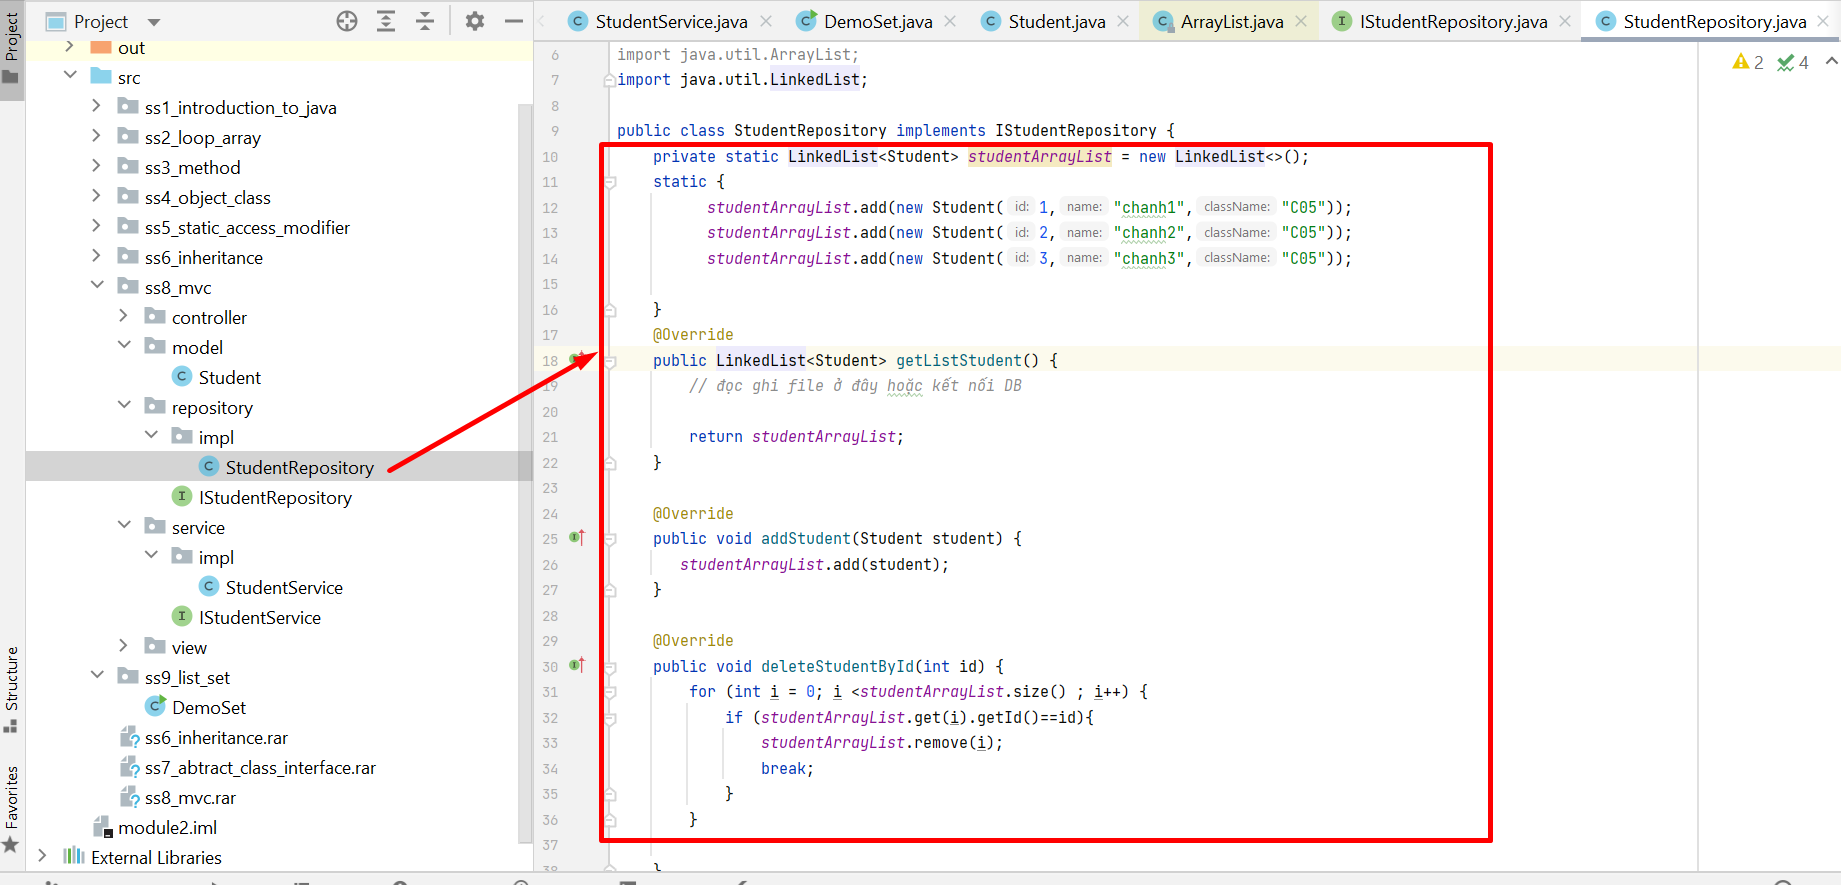 Project
Project
out
src
ss1_introduction_to_java
ss2_loop_array
ss3_method
ss4_object_class
ss5_static_access_modifier
ss6_inheritance
ss8_mvc
controller
model
Student
repository
impl
StudentRepository
IStudentRepository
service
impl
StudentService
IStudentService
view
ss9_list_set
DemoSet
ss6_inheritance.rar
ss7_abtract_class_interface.rar
ss8_mvc.rar
module2.iml
External Libraries
Structure
Favorites
StudentService.java
DemoSet.java
Student.java
ArrayList.java
IStudentRepository.java
StudentRepository.java
2 4
6 import java.util.ArrayList;
7 import java.util.LinkedList;
8
9 public class StudentRepository implements IStudentRepository {
10 private static LinkedList<Student> studentArrayList = new LinkedList<>();
11 static {
12 studentArrayList.add(new Student( id: 1, name: "chanh1", className: "C05"));
13 studentArrayList.add(new Student( id: 2, name: "chanh2", className: "C05"));
14 studentArrayList.add(new Student( id: 3, name: "chanh3", className: "C05"));
15
16 }
17 @Override
18 public LinkedList<Student> getListStudent() {
19 // đọc ghi file ở đây hoặc kết nối DB
20
21 return studentArrayList;
22 }
23
24 @Override
25 public void addStudent(Student student) {
26 studentArrayList.add(student);
27 }
28
29 @Override
30 public void deleteStudentById(int id) {
31 for (int i = 0; i <studentArrayList.size() ; i++) {
32 if (studentArrayList.get(i).getId()==id){
33 studentArrayList.remove(i);
34 break;
35 }
36 }
37
38 }